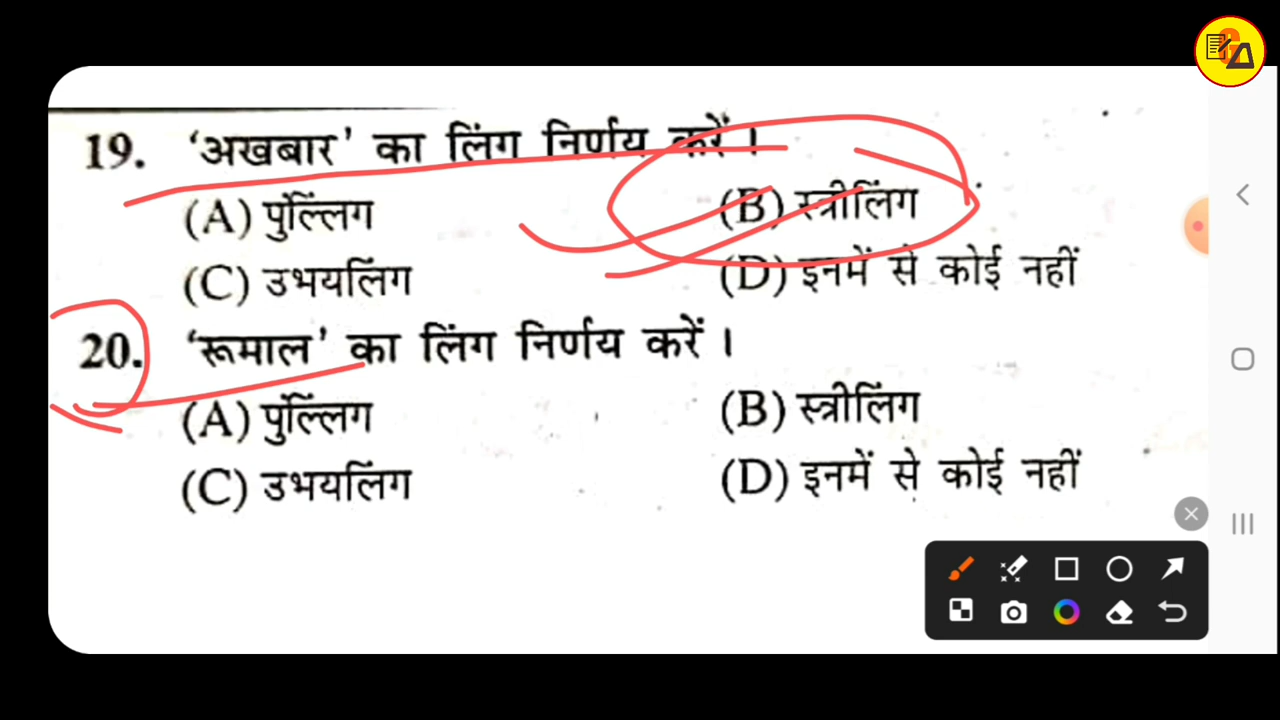 19. ‘अखबार’ का लिंग निर्णय करें ।
(A) पुंल्लिंग (B) स्त्रीलिंग
(C) उभयलिंग (D) इनमें से कोई नहीं
20. ‘रूमाल’ का लिंग निर्णय करें ।
(A) पुंल्लिंग (B) स्त्रीलिंग
(C) उभयलिंग (D) इनमें से कोई नहीं